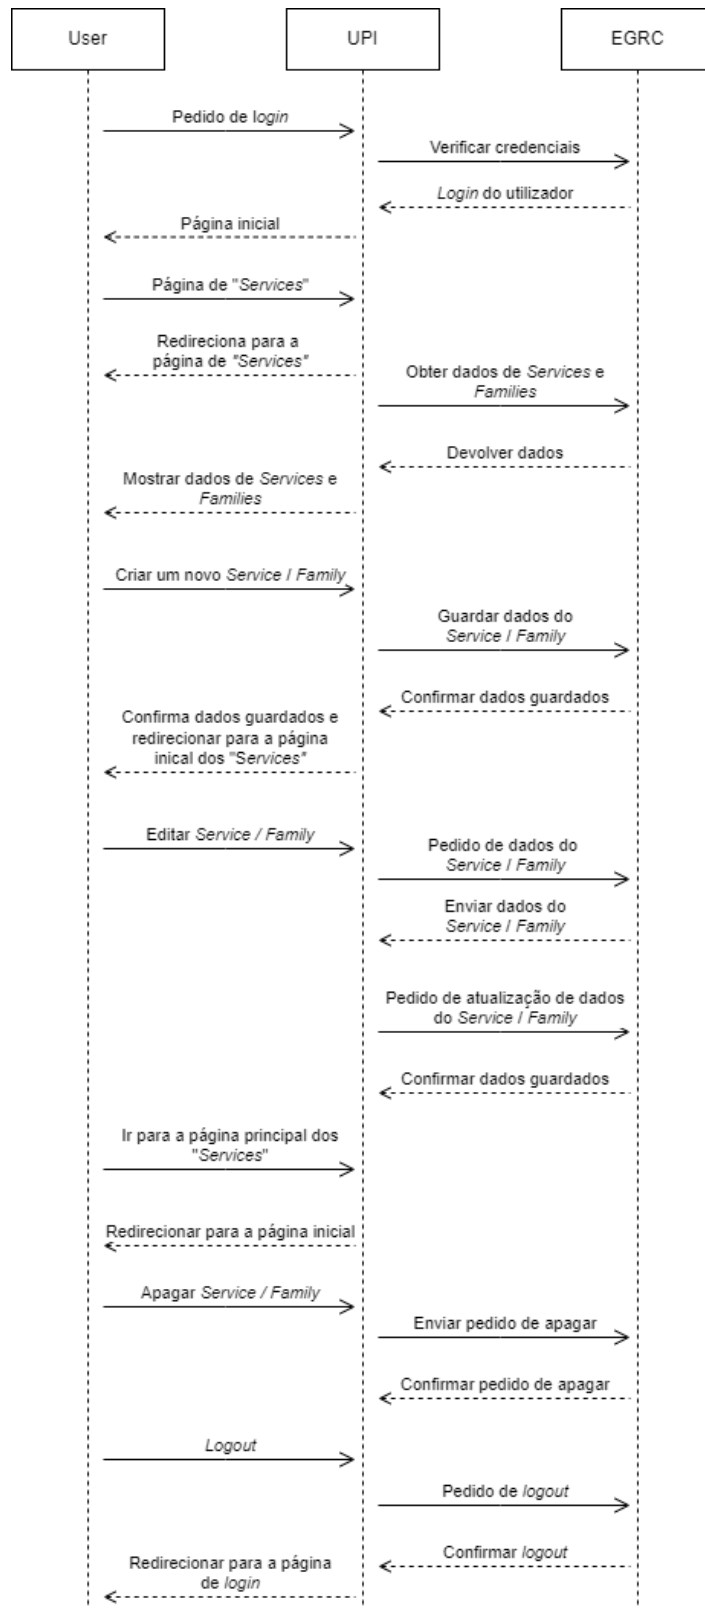 User
UPI
EGRC
Pedido de login
Verificar credenciais
Login do utilizador
Página inicial
Página de "Services"
Redireciona para a
página de "Services"
Obter dados de Services e
Families
Devolver dados
Mostrar dados de Services e
Families
Criar um novo Service / Family
Guardar dados do
Service / Family
Confirmar dados guardados
Confirma dados guardados e
redirecionar para a página
inical dos "Services"
Editar Service / Family
Pedido de dados do
Service / Family
Enviar dados do
Service / Family
Pedido de atualização de dados
do Service / Family
Confirmar dados guardados
Ir para a página principal dos
"Services"
Redirecionar para a página inicial
Apagar Service / Family
Enviar pedido de apagar
Confirmar pedido de apagar
Logout
Pedido de logout
Confirmar logout
Redirecionar para a página
de login